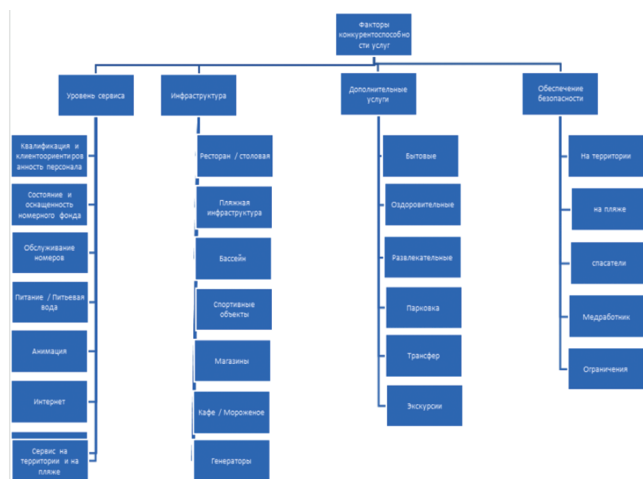 Факторы
конкурентоспособно
сти услуг
Уровень сервиса
Инфраструктура
Дополнительные
услуги
Обеспечение
безопасности
Квалификация и
клиентоориентиров
анность персонала
Состояние и
оснащенность
номерного фонда
Обслуживание
номеров
Питание / Питьевая
вода
Анимация
Интернет
Сервис на
территории и на
пляже
Ресторан / столовая
Пляжная
инфраструктура
Бассейн
Спортивные
объекты
Магазины
Кафе / Мороженое
Генераторы
Бытовые
Оздоровительные
Развлекательные
Парковка
Трансфер
Экскурсии
На территории
на пляже
спасатели
Медработник
Ограничения